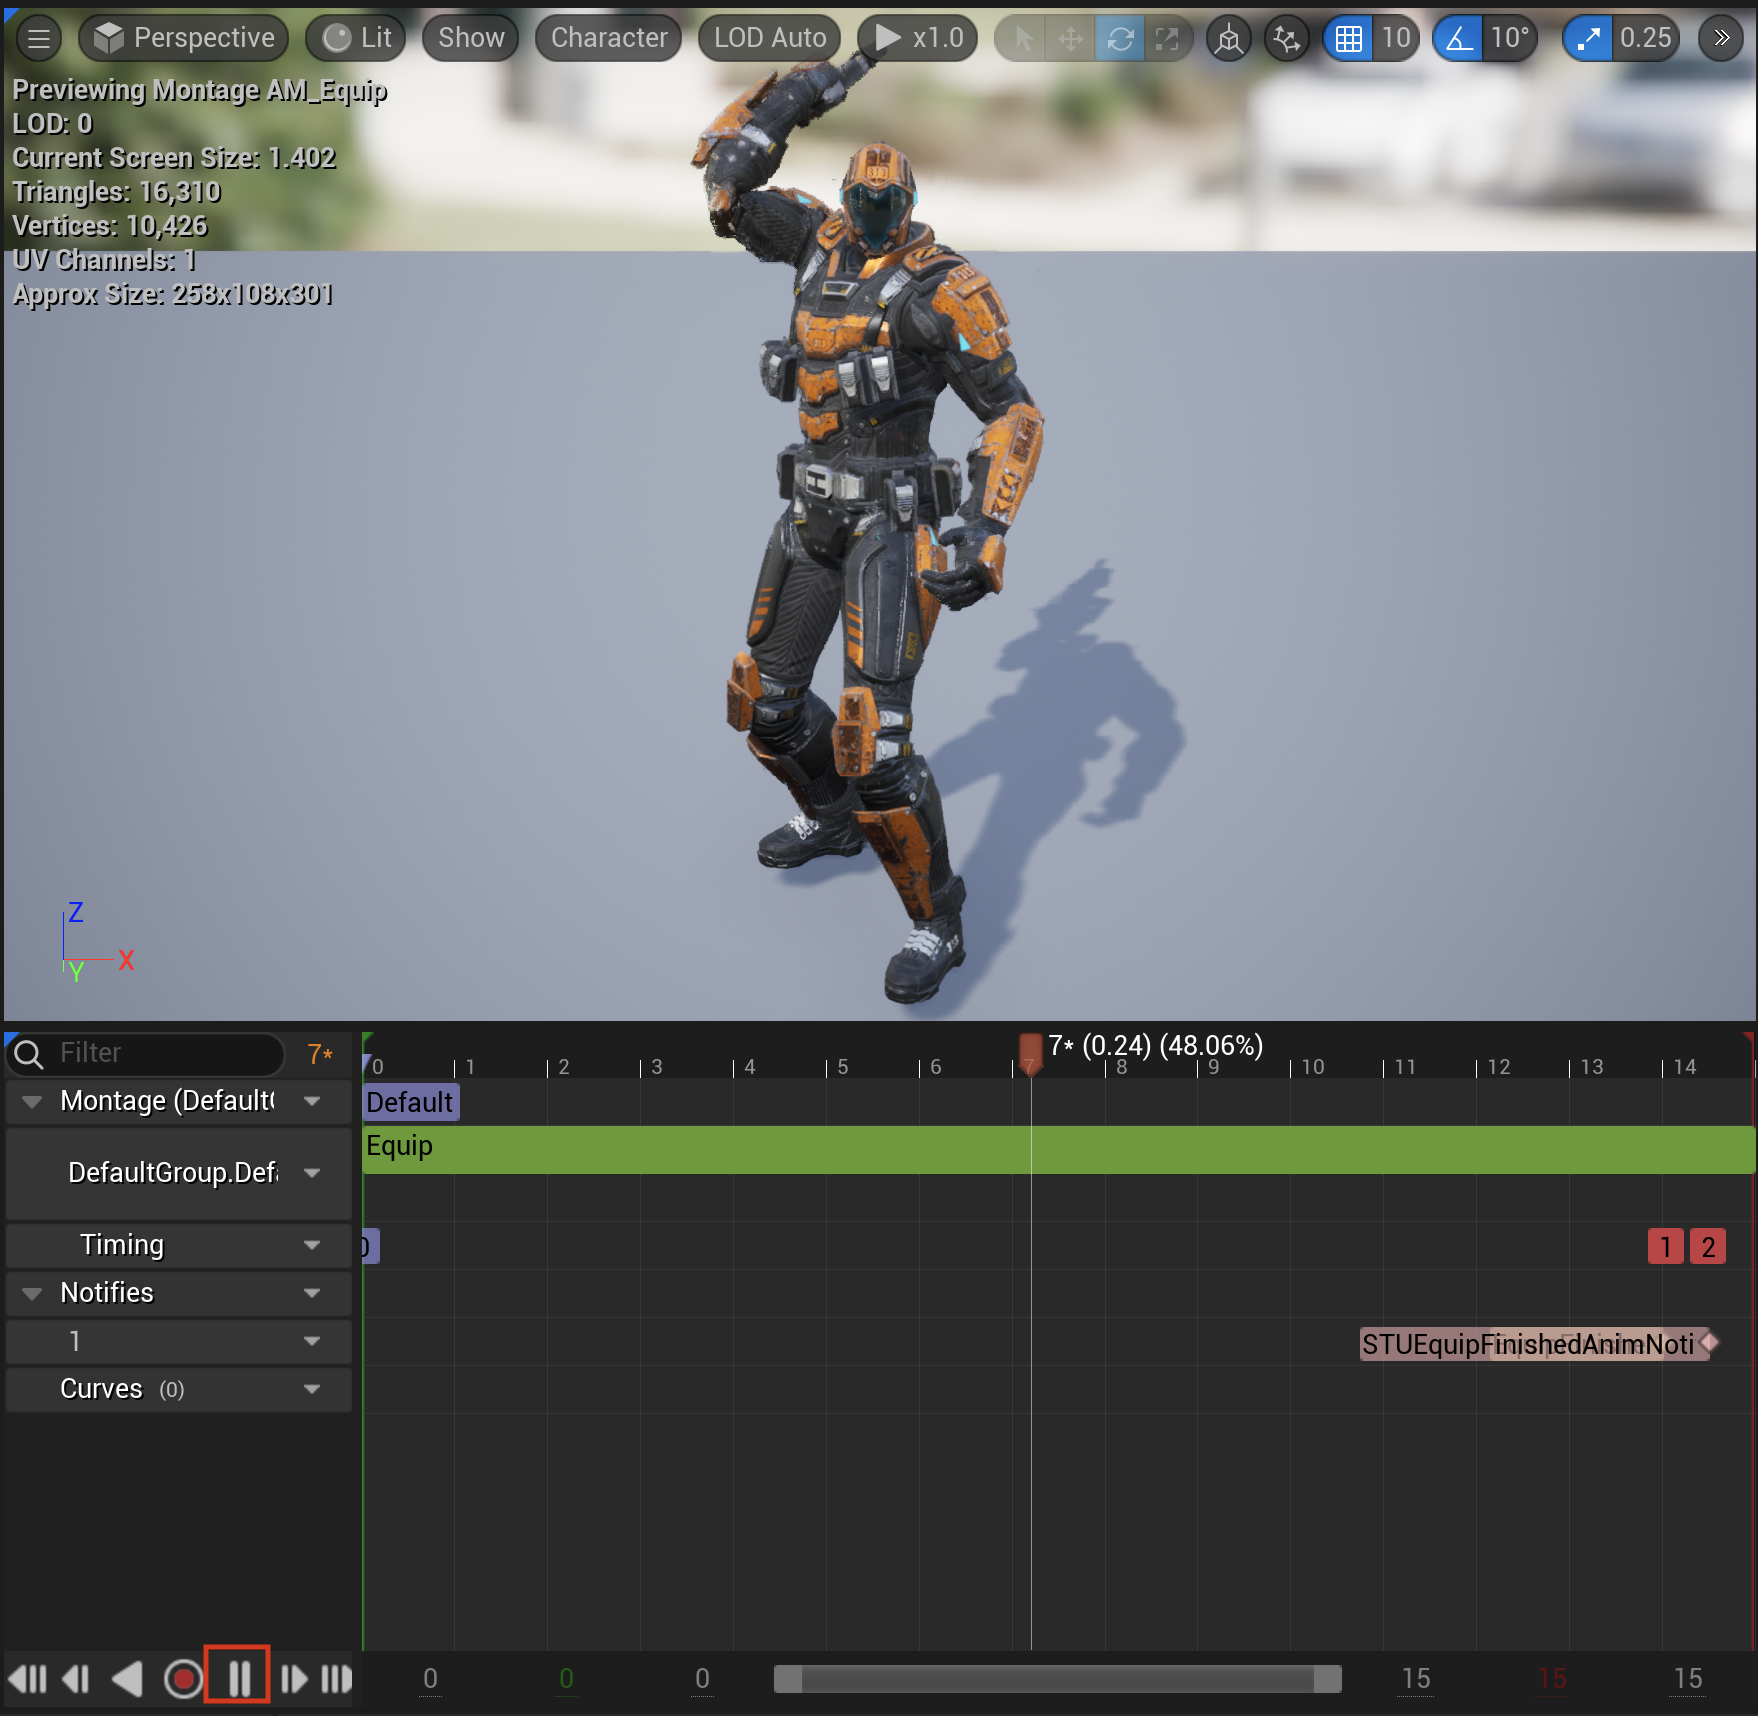 Perspective Lit Show Character LOD Auto x1.0 10 10° 0.25
Previewing Montage AM_Equip
LOD: 0
Current Screen Size: 1.402
Triangles: 16,310
Vertices: 10,426
UV Channels: 1
Approx Size: 258x108x301
Z
X
Y
Filter 7*
7* (0.24) (48.06%)
0 1 2 3 4 5 6 7 8 9 10 11 12 13 14
Montage (Default
Default
Equip
DefaultGroup.Def
Timing
0 1 2
Notifies
1
STUEquipFinishedAnimNoti
Curves (0)
0 0 0 15 15 15